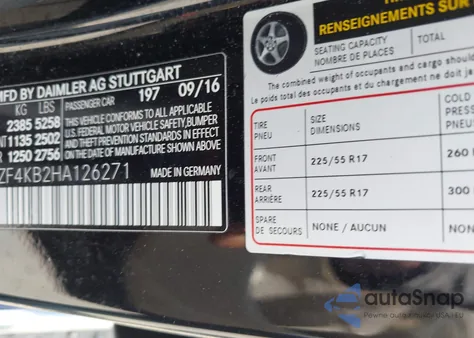 MFD BY DAIMLER AG STUTTGART
KG LBS PASSENGER CAR 197 09/16
2385 5258 THIS VEHICLE CONFORMS TO ALL APPLICABLE
1135 2502 U.S. FEDERAL MOTOR VEHICLE SAFETY, BUMPER,
1250 2756 AND THEFT PREVENTION STANDARDS IN EFFECT
ON THE DATE OF MANUFACTURE SHOWN ABOVE.
ZF4KB2HA126271 MADE IN GERMANY
RENSEIGNEMENTS SUR
SEATING CAPACITY TOTAL
NOMBRE DE PLACES
The combined weight of occupants and cargo should
Le poids total des occupants et du chargement ne doit
TIRE SIZE COLD
PNEU DIMENSIONS
FRONT 225/55 R17 260
AVANT
REAR 225/55 R17 300
ARRIÈRE
SPARE NONE / AUCUN
DE SECOURS
autoSnap